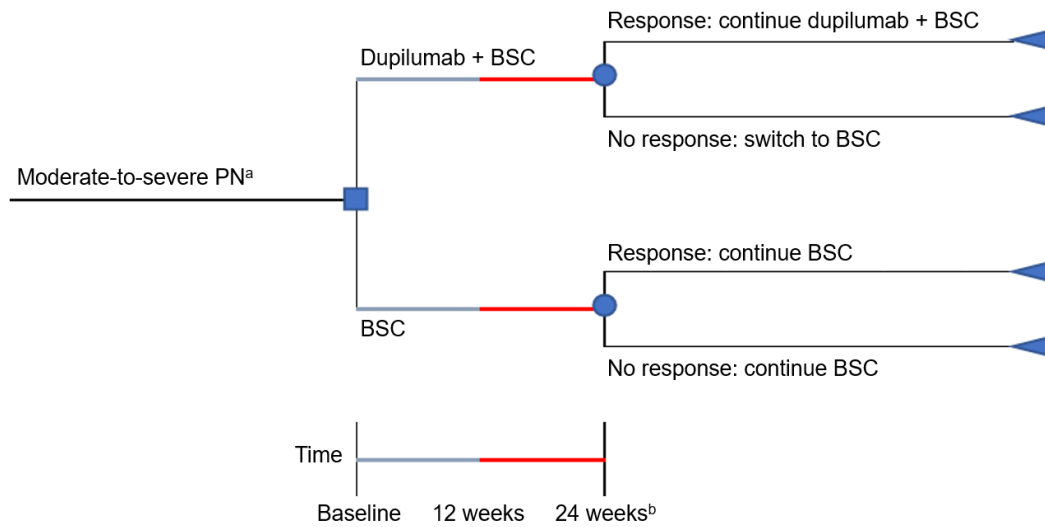 Response: continue dupilumab + BSC
Dupilumab + BSC
No response: switch to BSC
Moderate-to-severe PNᵃ
Response: continue BSC
BSC
No response: continue BSC
Time
Baseline 12 weeks 24 weeksᵇ